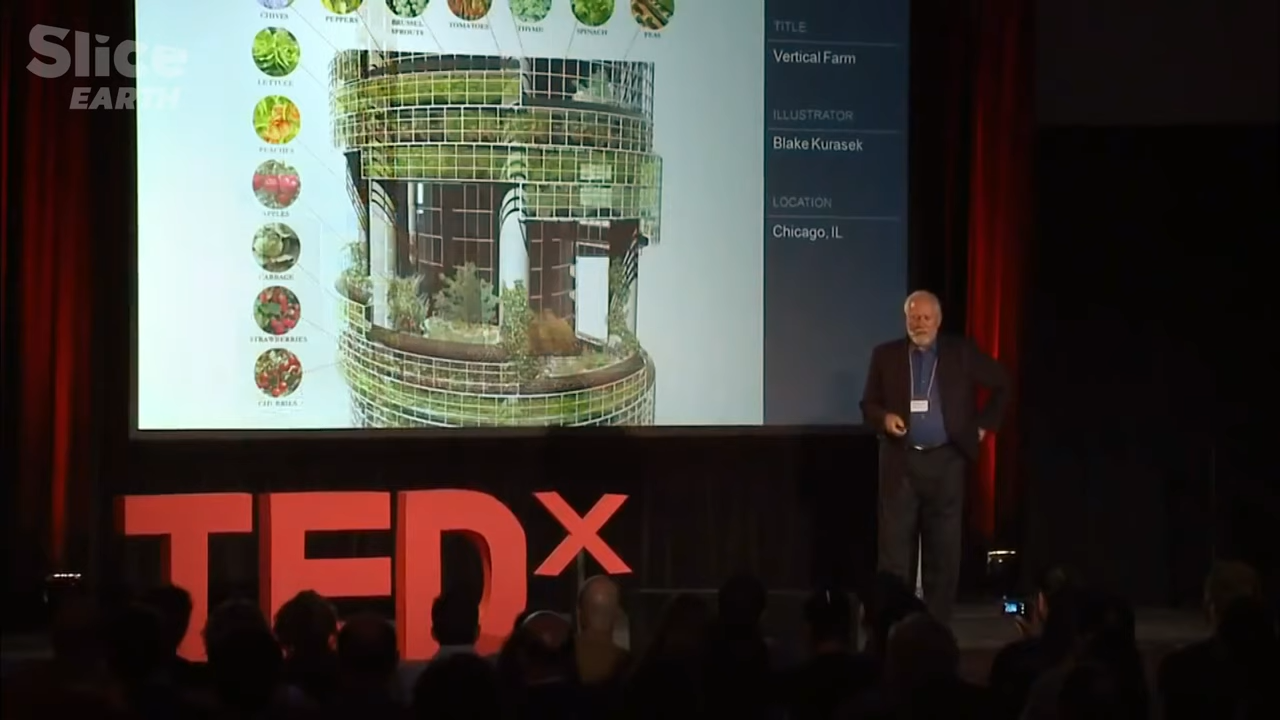 Slice
EARTH
CHIVES
PEPPERS
BRUSSEL
SPROUTS
TOMATOES
THYME
SPINACH
PEAS
LETTUCE
PEACHES
APPLES
CABBAGE
STRAWBERRIES
CHERRIES
TITLE
Vertical Farm
ILLUSTRATOR
Blake Kurasek
LOCATION
Chicago, IL
TEDx